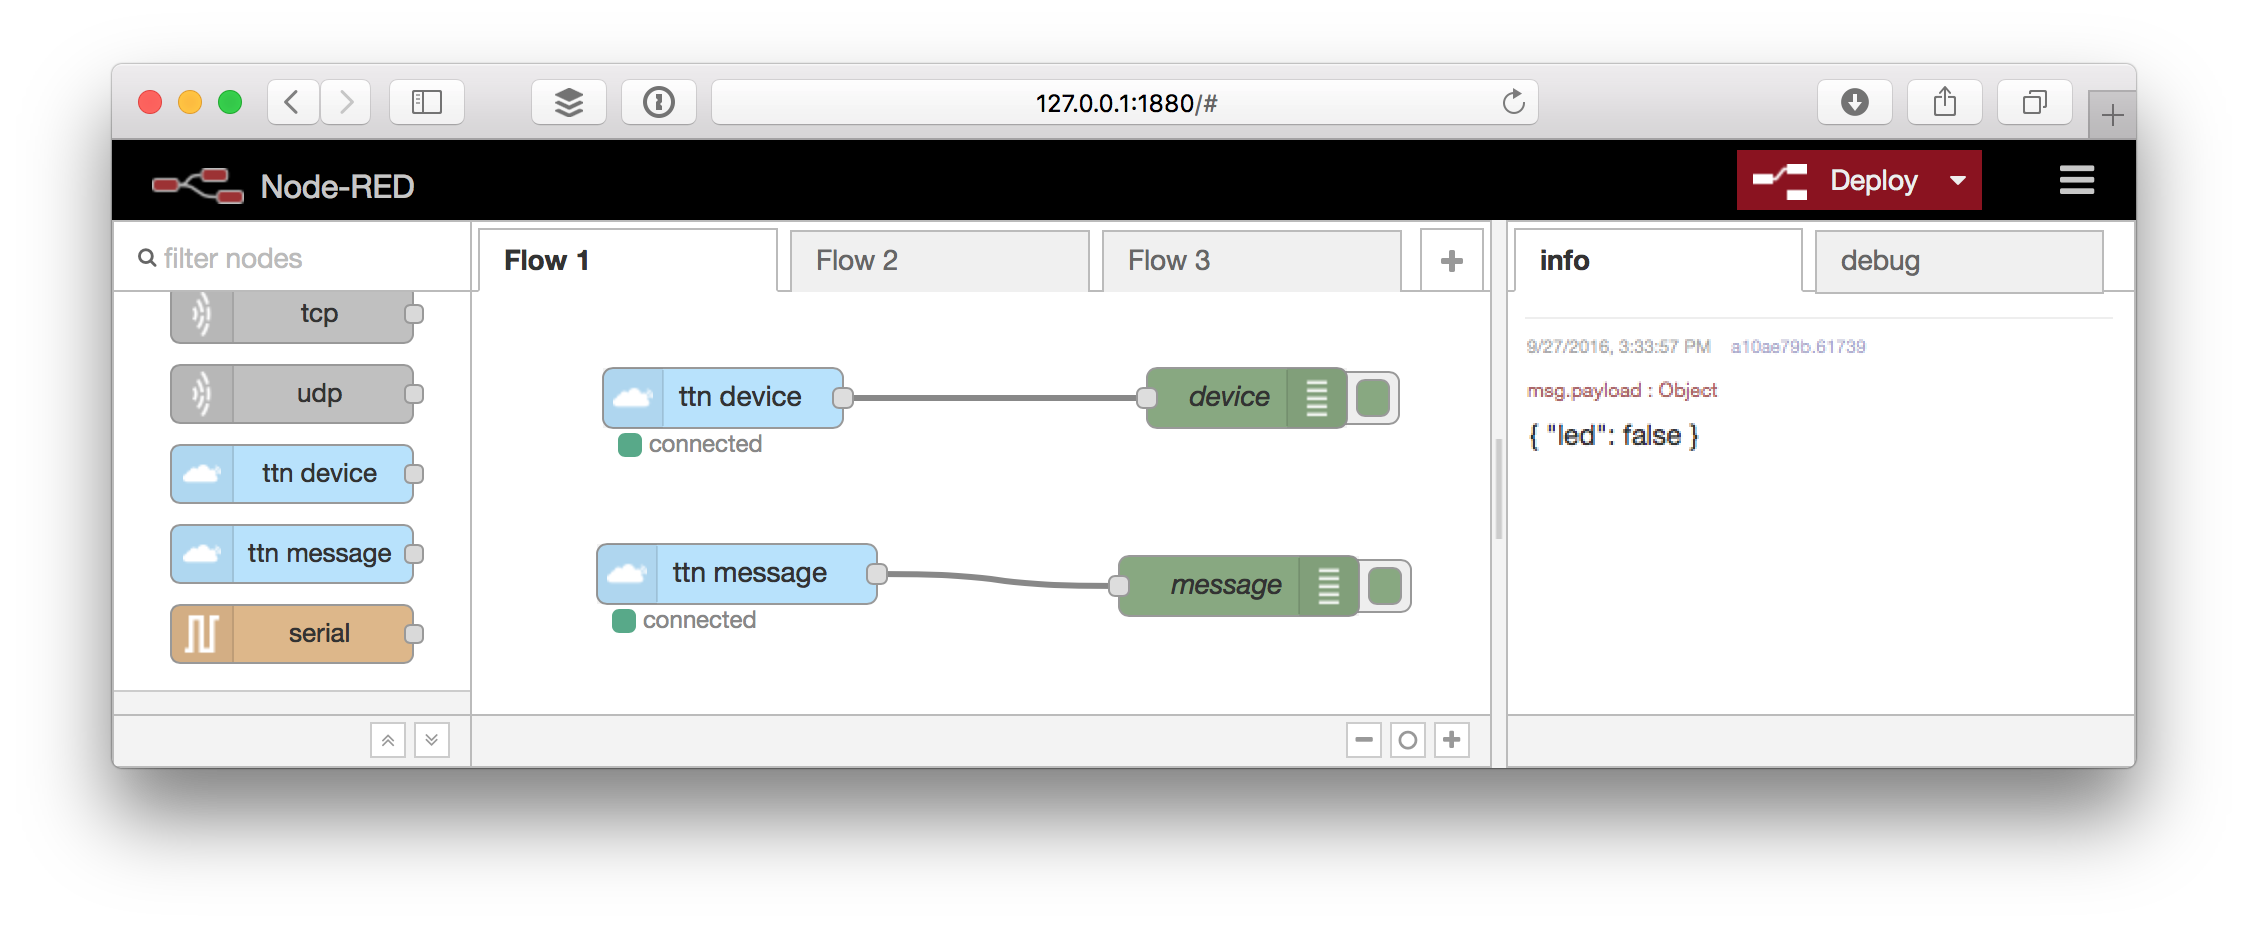 127.0.0.1:1880/#
Node-RED
Deploy
filter nodes
Flow 1
Flow 2
Flow 3
info
debug
tcp
udp
ttn device
ttn message
serial
ttn device
connected
device
ttn message
connected
message
9/27/2016, 3:33:57 PM a10ae79b.61739
msg.payload : Object
{ "led": false }